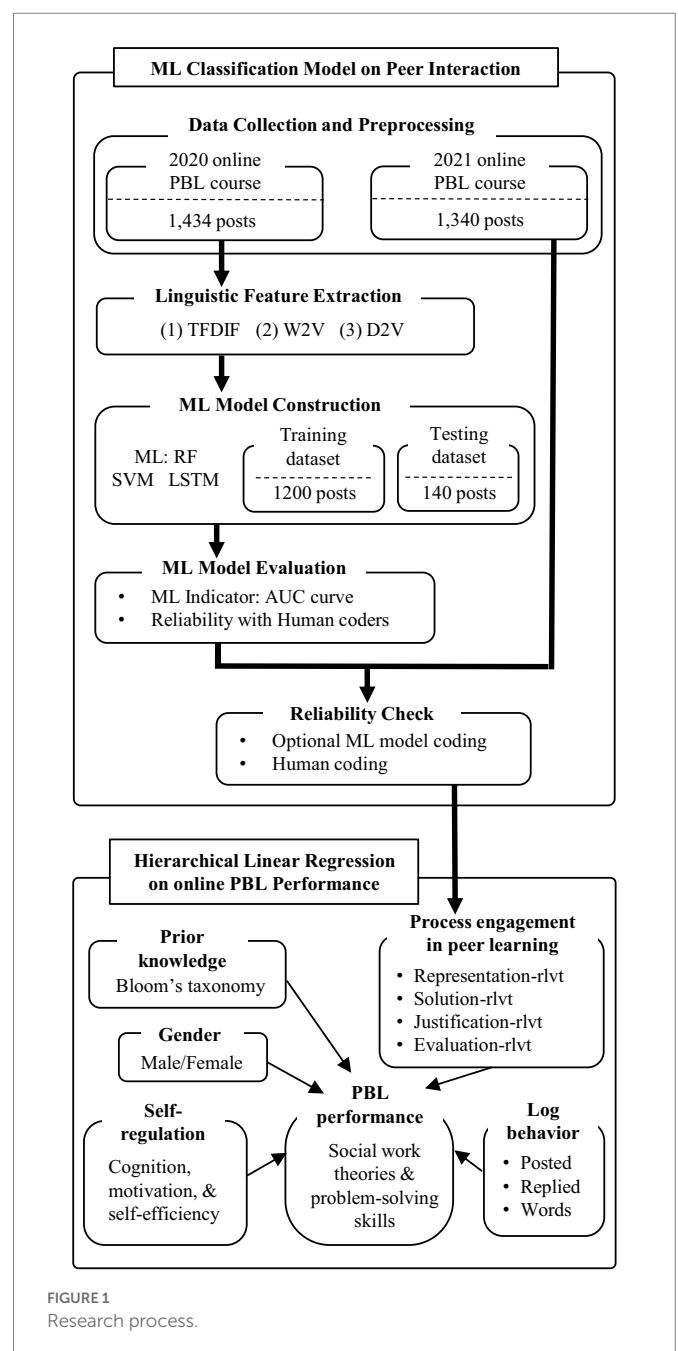 ML Classification Model on Peer Interaction
Data Collection and Preprocessing
2020 online
PBL course
1,434 posts
2021 online
PBL course
1,340 posts
Linguistic Feature Extraction
(1) TFDIF (2) W2V (3) D2V
ML Model Construction
ML: RF
SVM LSTM
Training
dataset
1200 posts
Testing
dataset
140 posts
ML Model Evaluation
• ML Indicator: AUC curve
• Reliability with Human coders
Reliability Check
• Optional ML model coding
• Human coding
Hierarchical Linear Regression
on online PBL Performance
Prior
knowledge
Bloom's taxonomy
Gender
Male/Female
Self-
regulation
Cognition,
motivation, &
self-efficiency
PBL
performance
Social work
theories &
problem-solving
skills
Process engagement
in peer learning
• Representation-rlvt
• Solution-rlvt
• Justification-rlvt
• Evaluation-rlvt
Log
behavior
• Posted
• Replied
• Words
FIGURE 1
Research process.